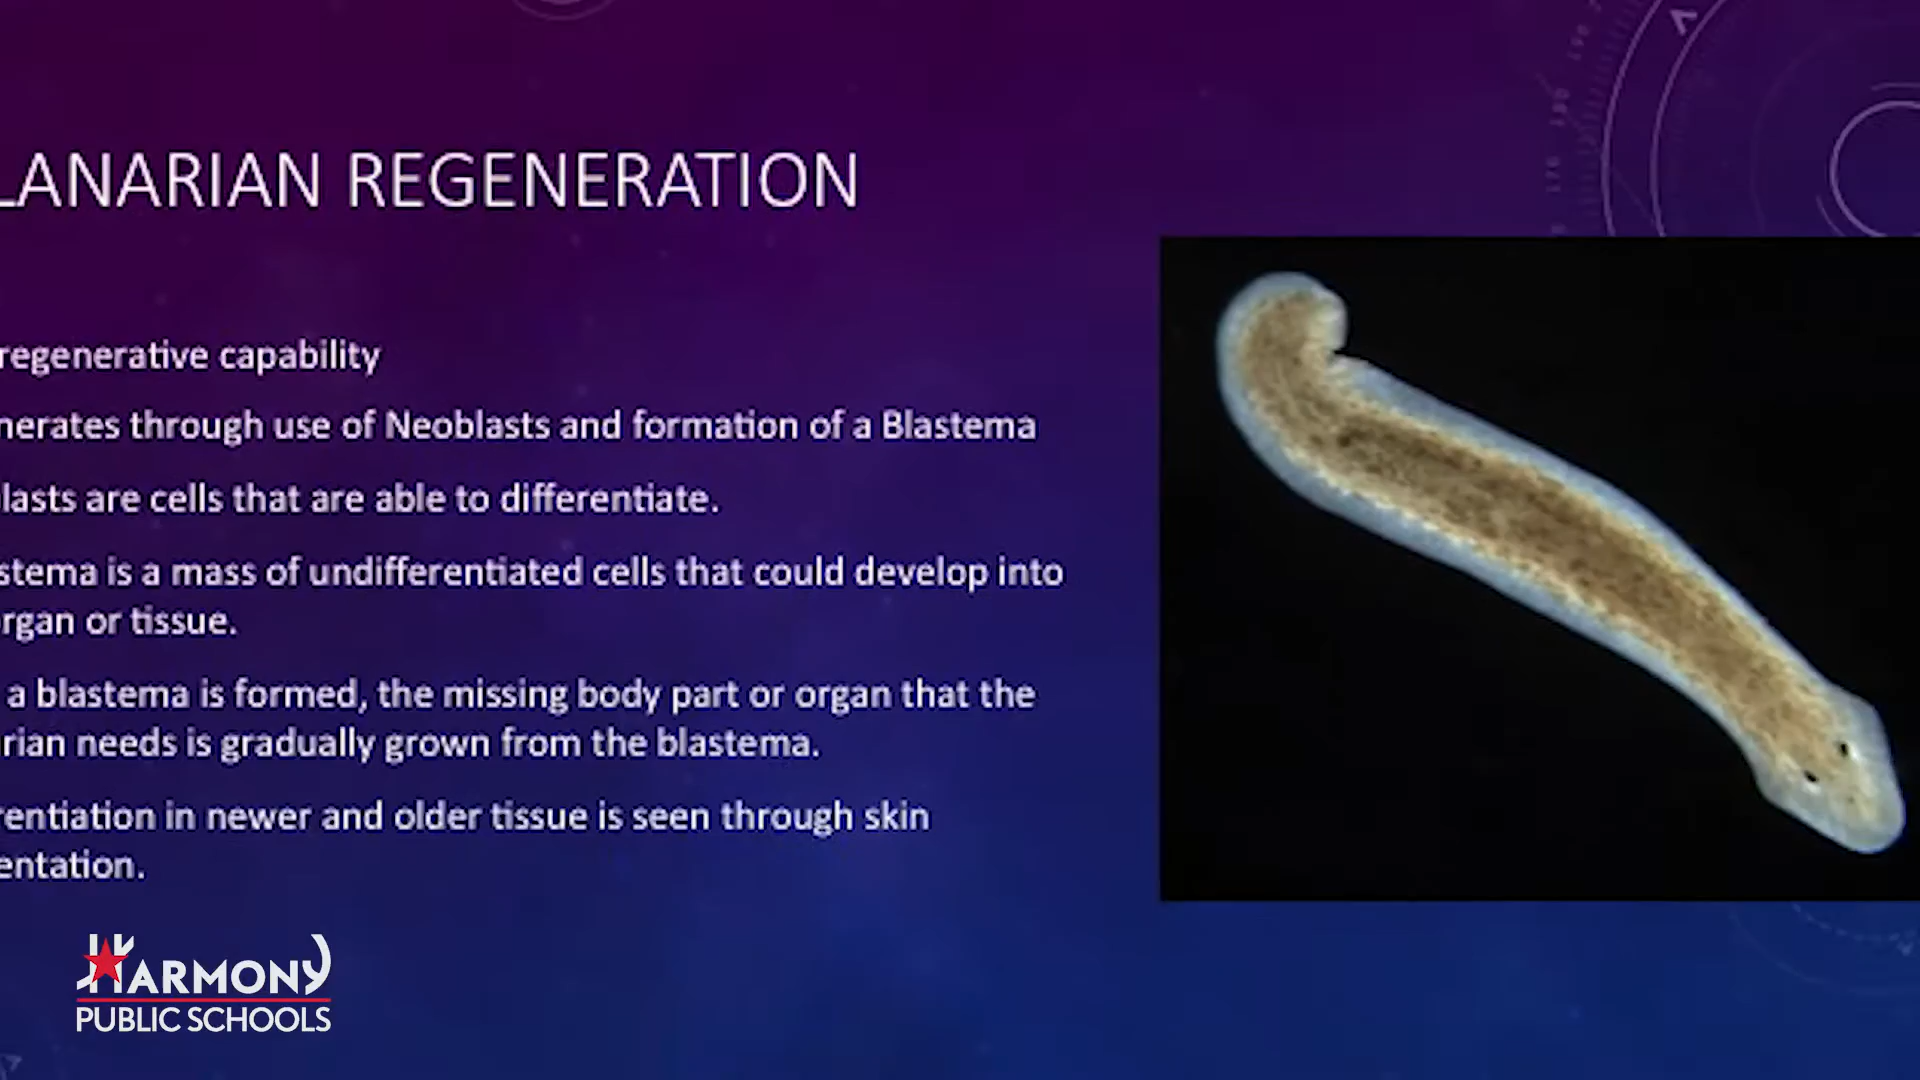 LANARIAN REGENERATION
regenerative capability
nerates through use of Neoblasts and formation of a Blastema
lasts are cells that are able to differentiate.
stema is a mass of undifferentiated cells that could develop into
rgan or tissue.
a blastema is formed, the missing body part or organ that the
rian needs is gradually grown from the blastema.
rentiation in newer and older tissue is seen through skin
entation.
HARMONY
PUBLIC SCHOOLS